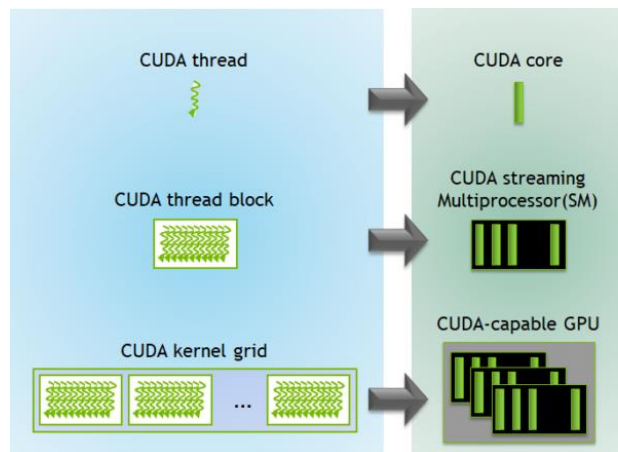 CUDA thread
CUDA core
CUDA thread block
CUDA streaming
Multiprocessor(SM)
CUDA kernel grid
CUDA-capable GPU
...